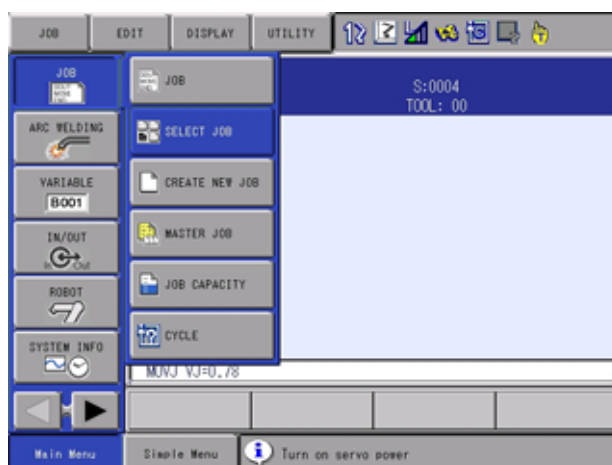 JOB EDIT DISPLAY UTILITY
JOB
ARC WELDING
VARIABLE
B001
IN/OUT
In Out
ROBOT
SYSTEM INFO
JOB
SELECT JOB
CREATE NEW JOB
MASTER JOB
JOB CAPACITY
CYCLE
S:0004
TOOL: 00
MOVJ VJ=0.78
Main Menu Simple Menu Turn on servo power